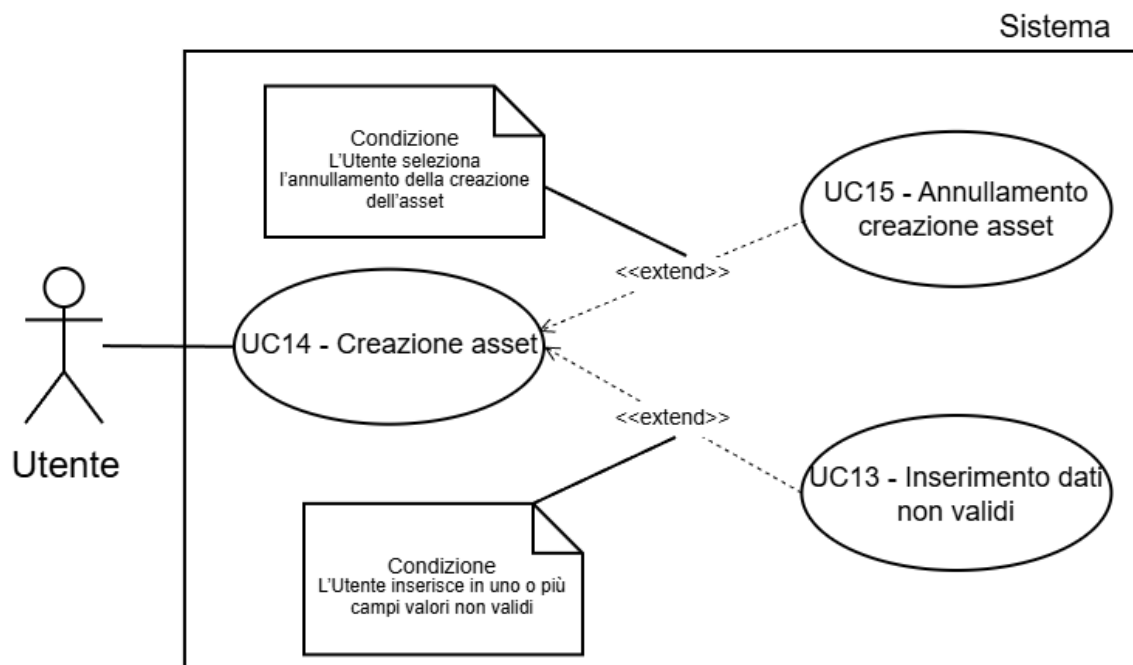 Sistema
Condizione
L'Utente seleziona
l'annullamento della creazione
dell'asset
UC15 - Annullamento
creazione asset
<<extend>>
UC14 - Creazione asset
<<extend>>
Utente
UC13 - Inserimento dati
non validi
Condizione
L'Utente inserisce in uno o più
campi valori non validi